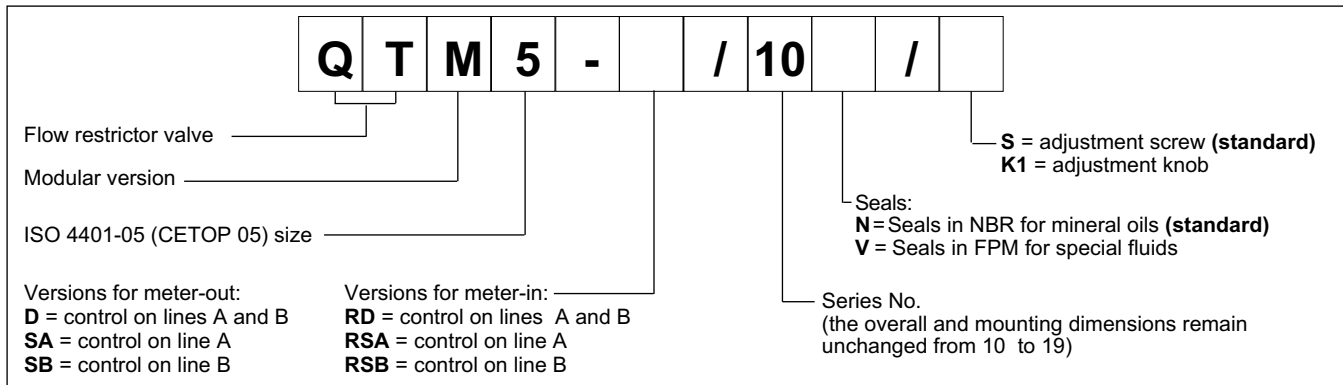 Q T M 5 - / 10 /
Flow restrictor valve
Modular version
ISO 4401-05 (CETOP 05) size
Versions for meter-out:
D = control on lines A and B
SA = control on line A
SB = control on line B
Versions for meter-in:
RD = control on lines A and B
RSA = control on line A
RSB = control on line B
S = adjustment screw (standard)
K1 = adjustment knob
Seals:
N = Seals in NBR for mineral oils (standard)
V = Seals in FPM for special fluids
Series No.
(the overall and mounting dimensions remain
unchanged from 10 to 19)